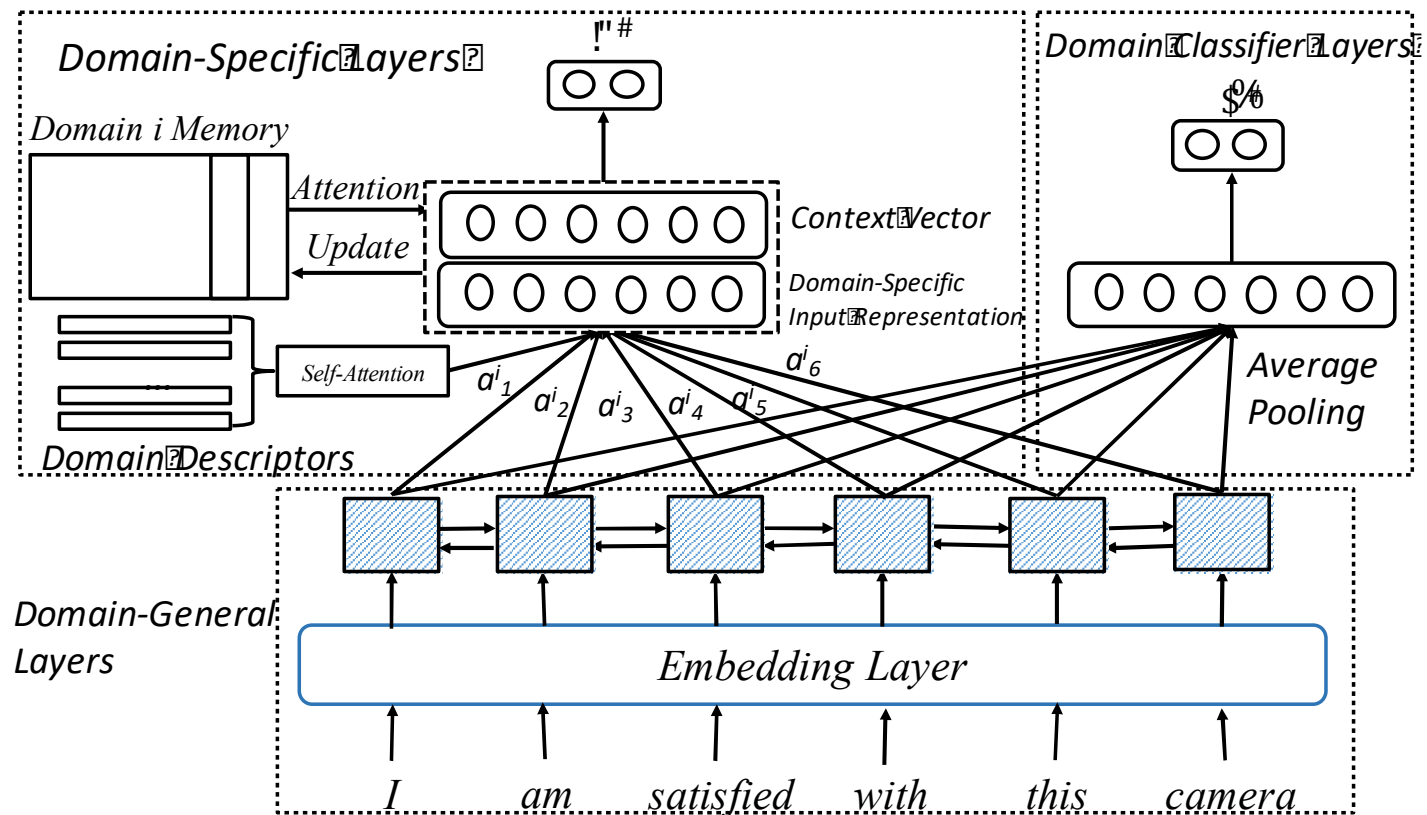 Domain-Specific Layers
!" #
Domain Classifier Layers
$%#
Domain i Memory
Attention
Update
Context Vector
Domain-Specific
Input Representation
Self-Attention
...
Domain Descriptors
a^i_1
a^i_2
a^i_3
a^i_4
a^i_5
a^i_6
Average
Pooling
Domain-General
Layers
Embedding Layer
I am satisfied with this camera